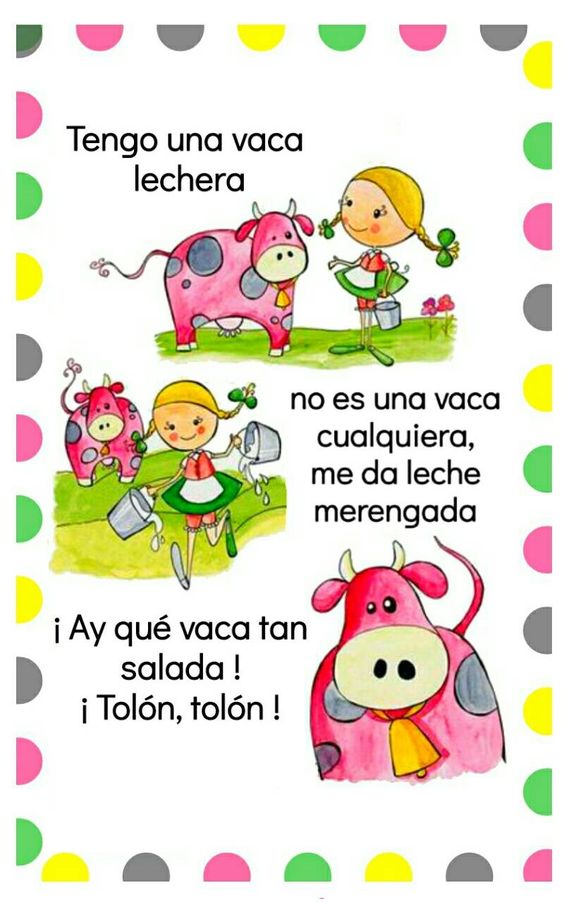 Tengo una vaca
lechera
no es una vaca
cualquiera,
me da leche
merengada
¡ Ay qué vaca tan
salada !
¡ Tolón, tolón !